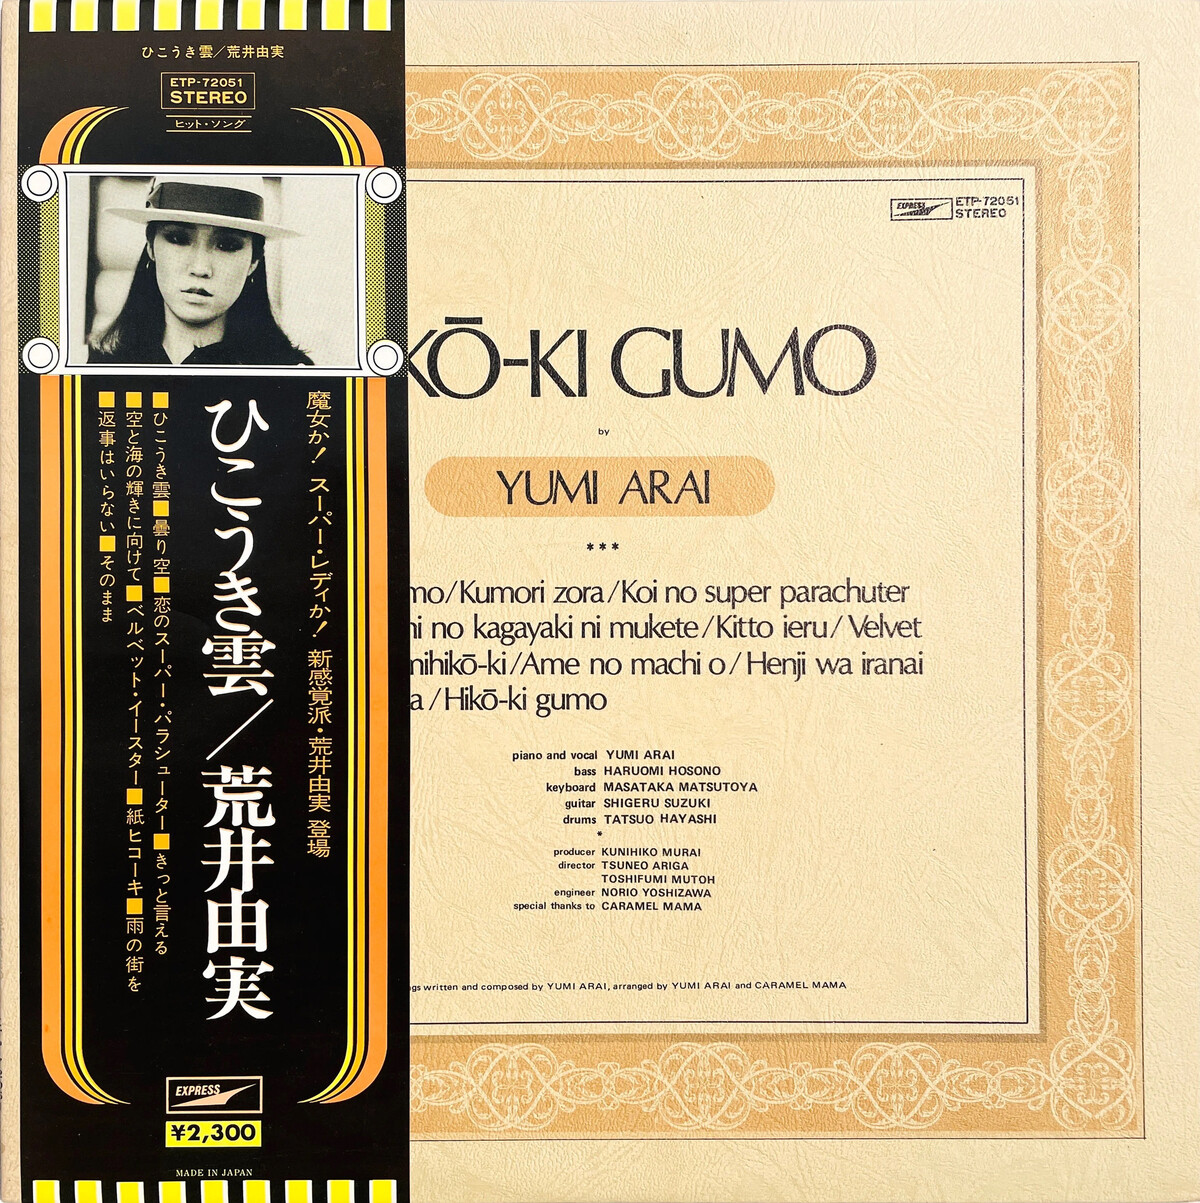 ひこうき雲／荒井由実
ETP-72051
STEREO
ヒット・ソング
魔女か！スーパー・レディか！新感覚派・荒井由実 登場
ひこうき雲／荒井由実
■ひこうき雲■曇り空■恋のスーパー・パラシューター■きっと言える
■空と海の輝きに向けて■ベルベット・イースター■紙ヒコーキ■雨の街を
■返事はいらない■そのまま
EXPRESS
¥2,300
MADE IN JAPAN
EXPRESS
ETP-72051
STEREO
KŌ-KI GUMO
by
YUMI ARAI
***
mo/Kumori zora/Koi no super parachuter
ni no kagayaki ni mukete/Kitto ieru/Velvet
mihikō-ki/Ame no machi o/Henji wa iranai
a/Hikō-ki gumo
piano and vocal YUMI ARAI
bass HARUOMI HOSONO
keyboard MASATAKA MATSUTOYA
guitar SHIGERU SUZUKI
drums TATSUO HAYASHI
*
producer KUNIHIKO MURAI
director TSUNEO ARIGA
TOSHIFUMI MUTOH
engineer NORIO YOSHIZAWA
special thanks to CARAMEL MAMA
gs written and composed by YUMI ARAI, arranged by YUMI ARAI and CARAMEL MAMA